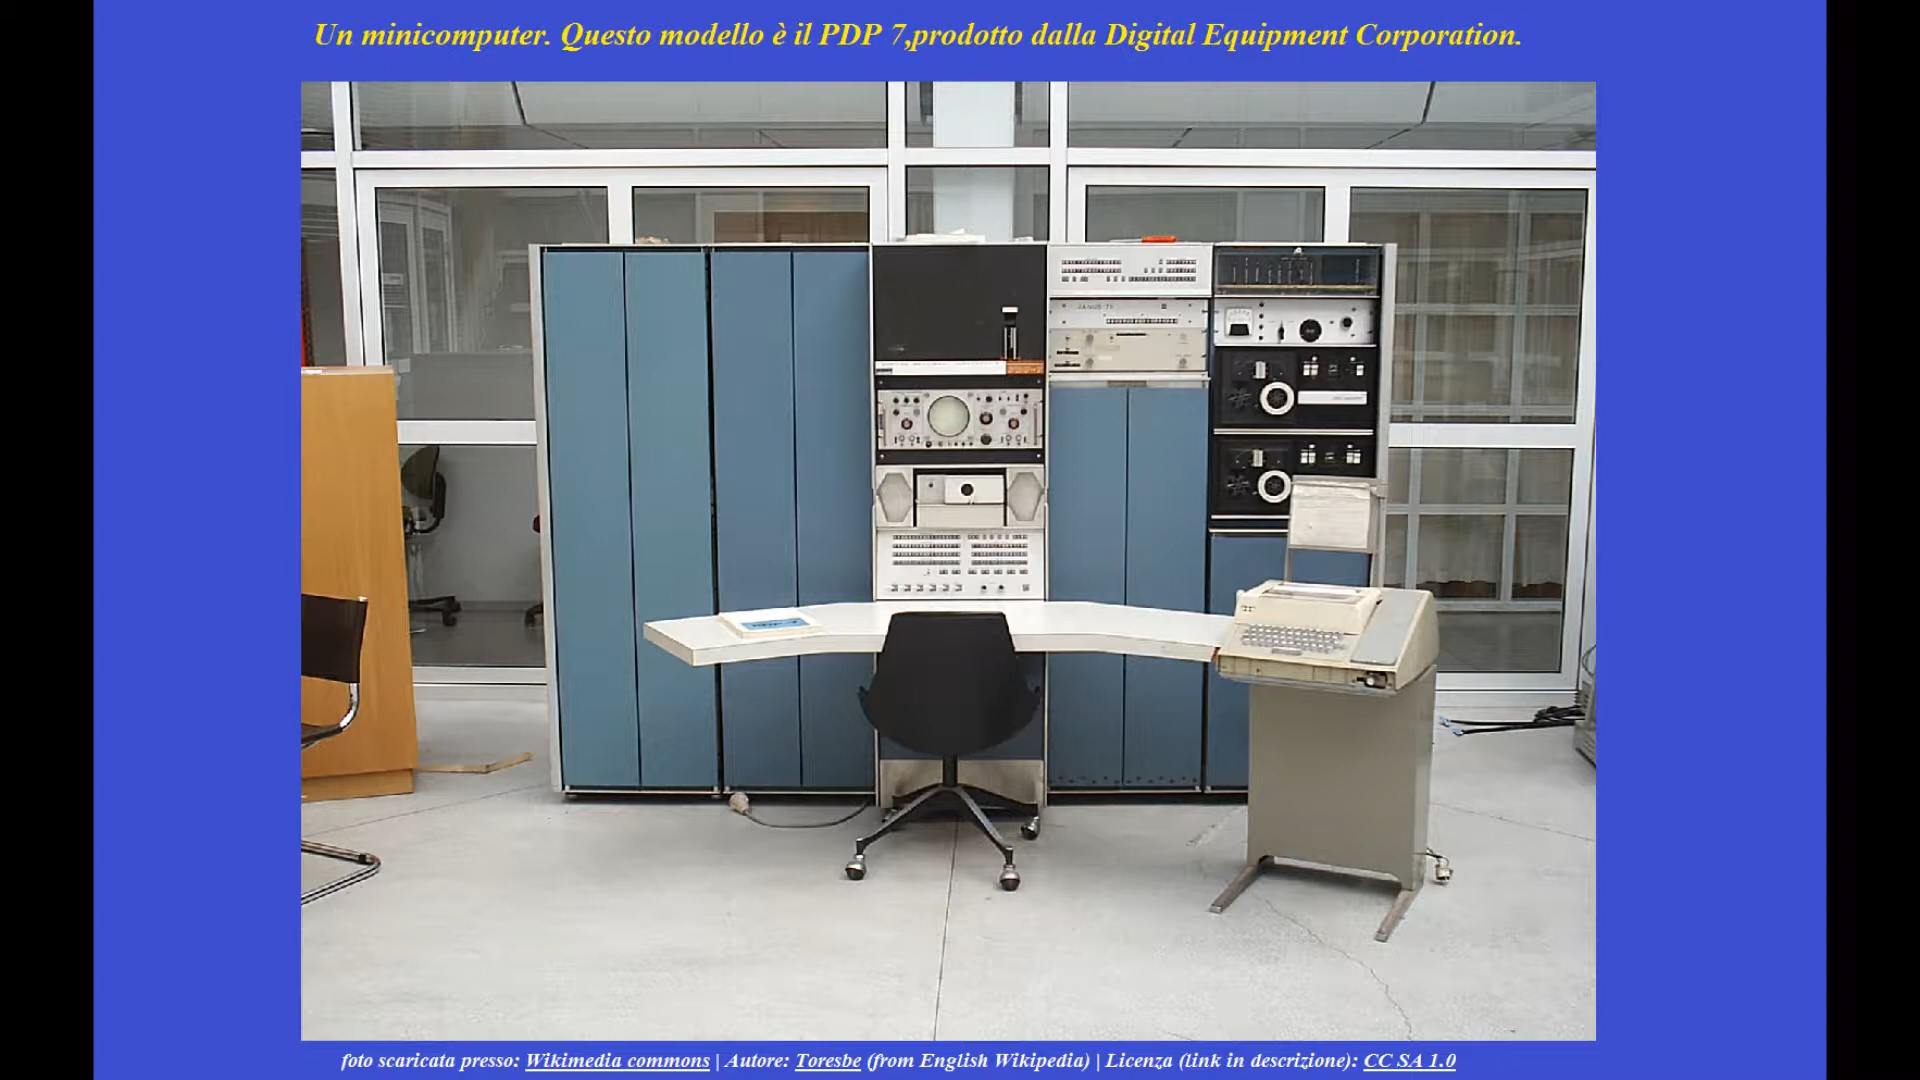 Un minicomputer. Questo modello è il PDP 7,prodotto dalla Digital Equipment Corporation.
foto scaricata presso: Wikimedia commons | Autore: Toresbe (from English Wikipedia) | Licenza (link in descrizione): CC SA 1.0